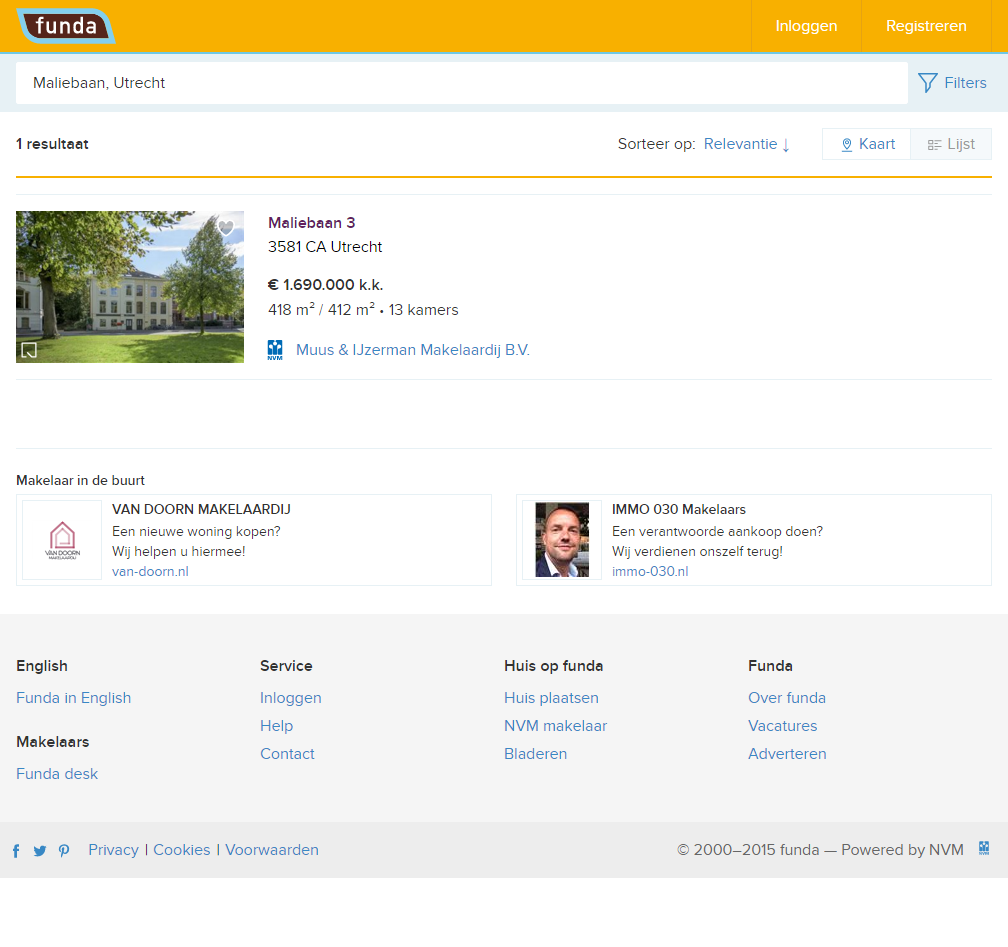 funda
Inloggen
Registreren
Maliebaan, Utrecht
Filters
1 resultaat
Sorteer op: Relevantie ↓
Kaart
Lijst
Maliebaan 3
3581 CA Utrecht
€ 1.690.000 k.k.
418 m² / 412 m² • 13 kamers
NVM
Muus & IJzerman Makelaardij B.V.
Makelaar in de buurt
VAN DOORN
MAKELAARDIJ
VAN DOORN MAKELAARDIJ
Een nieuwe woning kopen?
Wij helpen u hiermee!
van-doorn.nl
IMMO 030 Makelaars
Een verantwoorde aankoop doen?
Wij verdienen onszelf terug!
immo-030.nl
English
Funda in English
Makelaars
Funda desk
Service
Inloggen
Help
Contact
Huis op funda
Huis plaatsen
NVM makelaar
Bladeren
Funda
Over funda
Vacatures
Adverteren
Privacy | Cookies | Voorwaarden
© 2000–2015 funda — Powered by NVM
NVM